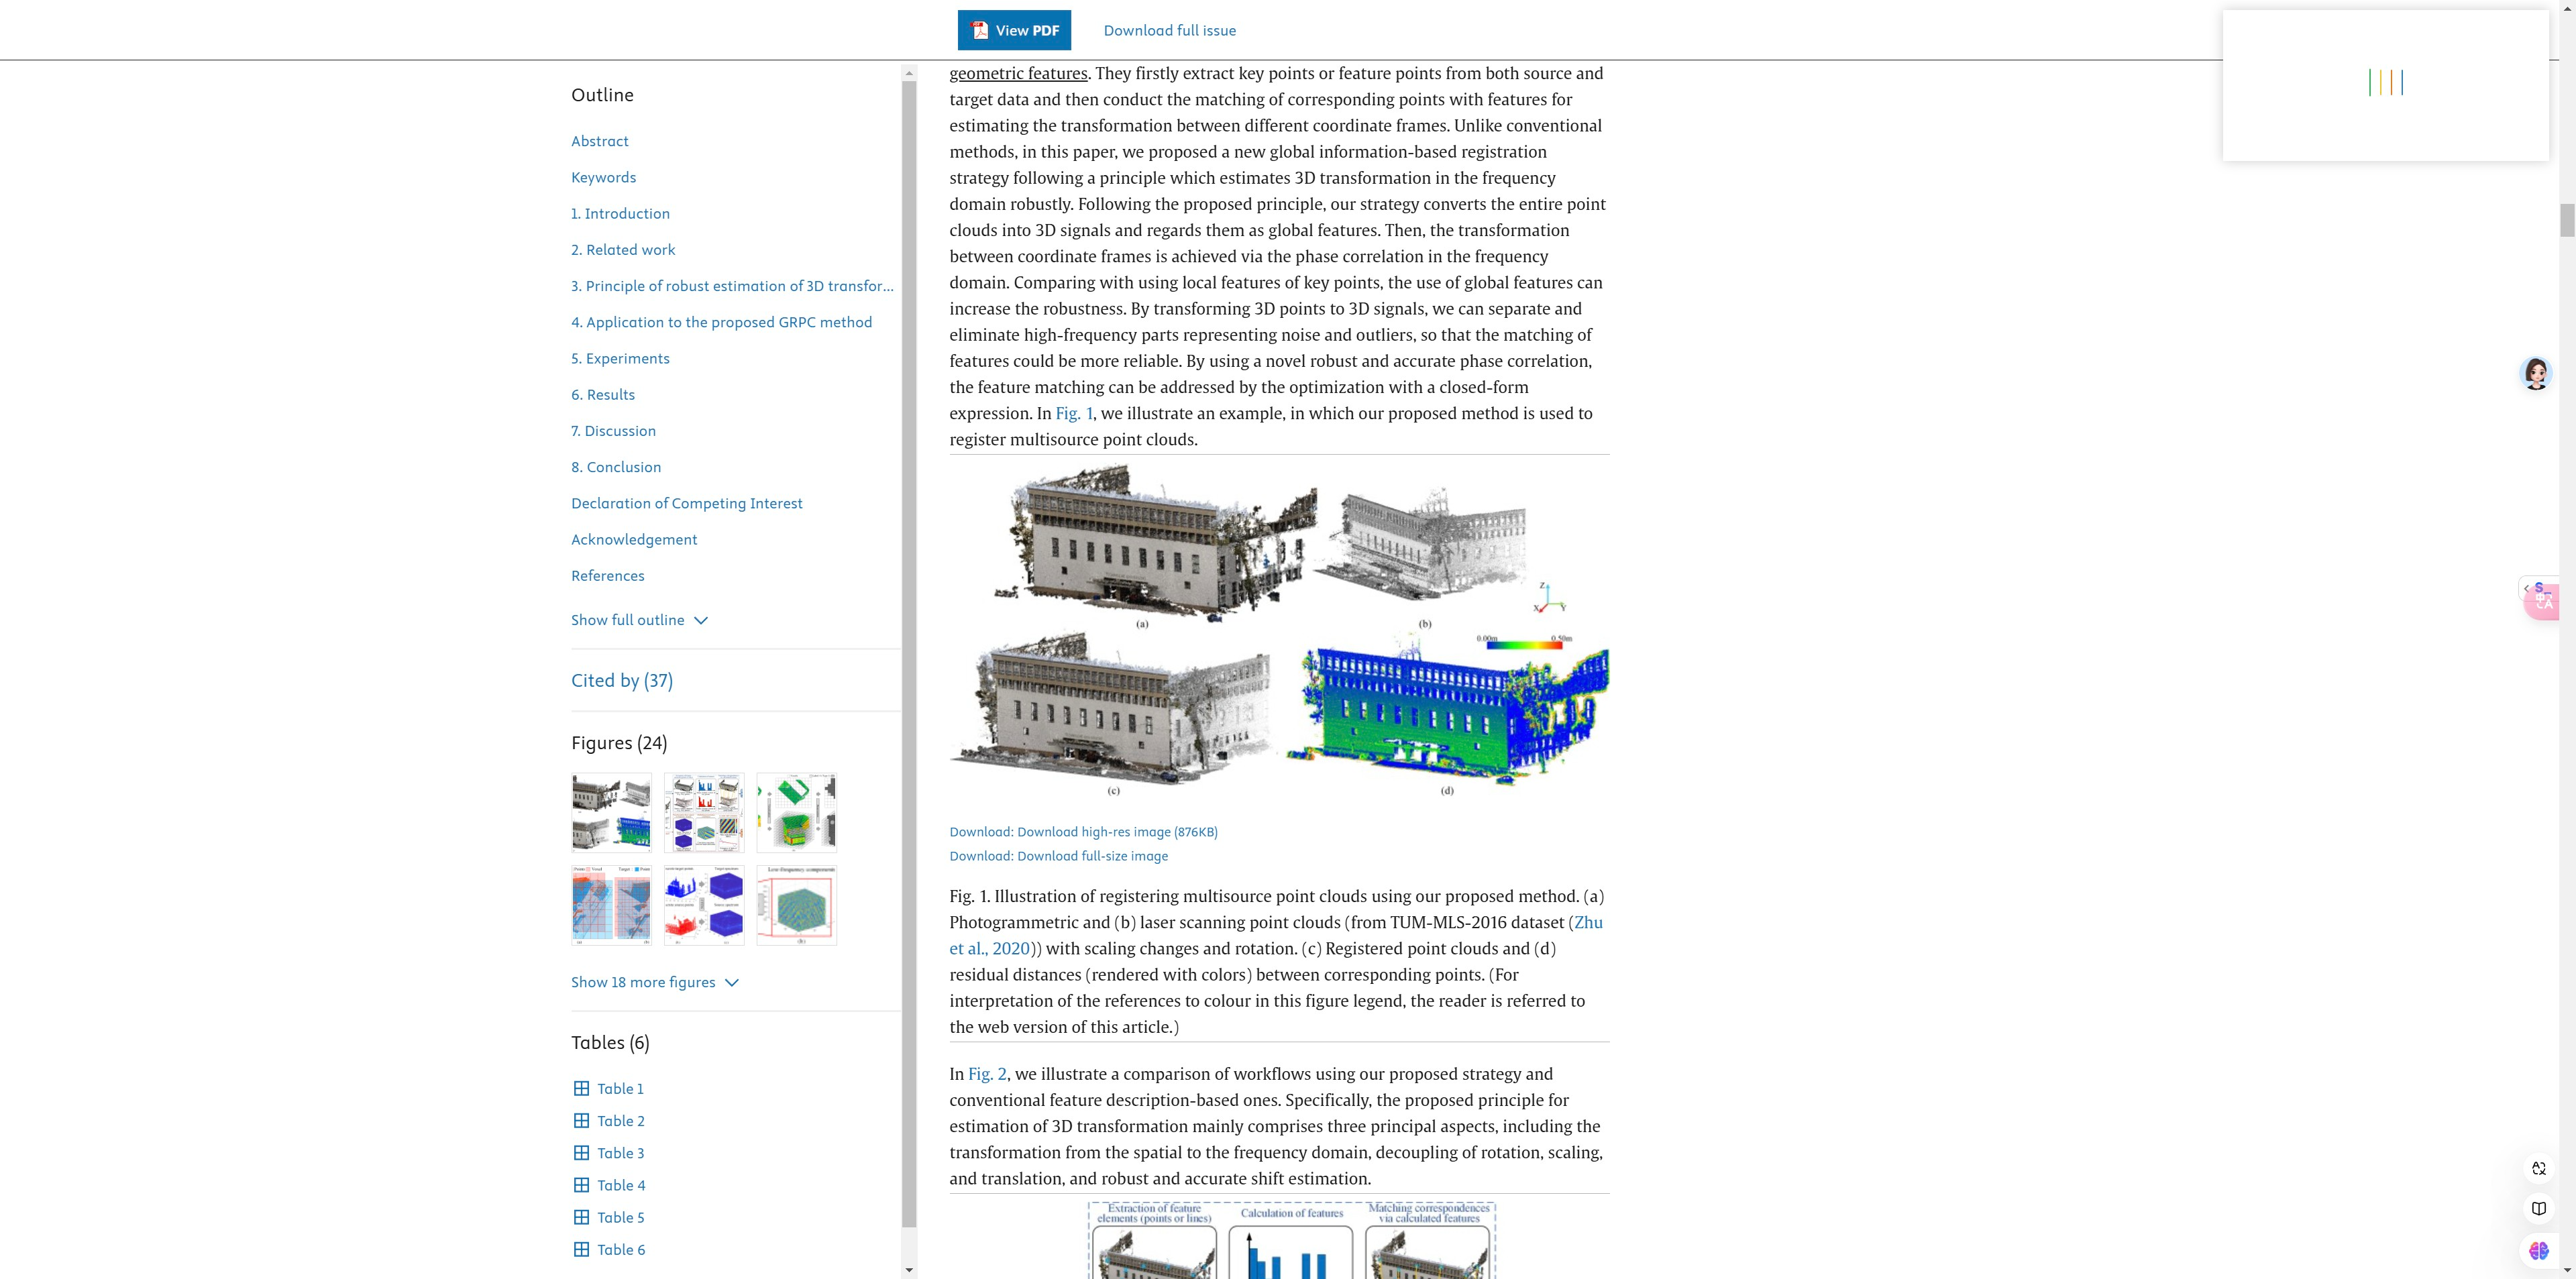 View PDF
Download full issue
Outline
Abstract
Keywords
1. Introduction
2. Related work
3. Principle of robust estimation of 3D transfor...
4. Application to the proposed GRPC method
5. Experiments
6. Results
7. Discussion
8. Conclusion
Declaration of Competing Interest
Acknowledgement
References
Show full outline
Cited by (37)
Figures (24)
Show 18 more figures
Tables (6)
Table 1
Table 2
Table 3
Table 4
Table 5
Table 6
geometric features. They firstly extract key points or feature points from both source and
target data and then conduct the matching of corresponding points with features for
estimating the transformation between different coordinate frames. Unlike conventional
methods, in this paper, we proposed a new global information-based registration
strategy following a principle which estimates 3D transformation in the frequency
domain robustly. Following the proposed principle, our strategy converts the entire point
clouds into 3D signals and regards them as global features. Then, the transformation
between coordinate frames is achieved via the phase correlation in the frequency
domain. Comparing with using local features of key points, the use of global features can
increase the robustness. By transforming 3D points to 3D signals, we can separate and
eliminate high-frequency parts representing noise and outliers, so that the matching of
features could be more reliable. By using a novel robust and accurate phase correlation,
the feature matching can be addressed by the optimization with a closed-form
expression. In Fig. 1, we illustrate an example, in which our proposed method is used to
register multisource point clouds.
Z
X Y
(a)
(b)
0.00m 0.50m
(c)
(d)
Download: Download high-res image (876KB)
Download: Download full-size image
Fig. 1. Illustration of registering multisource point clouds using our proposed method. (a)
Photogrammetric and (b) laser scanning point clouds (from TUM-MLS-2016 dataset (Zhu
et al., 2020)) with scaling changes and rotation. (c) Registered point clouds and (d)
residual distances (rendered with colors) between corresponding points. (For
interpretation of the references to colour in this figure legend, the reader is referred to
the web version of this article.)
In Fig. 2, we illustrate a comparison of workflows using our proposed strategy and
conventional feature description-based ones. Specifically, the proposed principle for
estimation of 3D transformation mainly comprises three principal aspects, including the
transformation from the spatial to the frequency domain, decoupling of rotation, scaling,
and translation, and robust and accurate shift estimation.
Extraction of feature
elements (points or lines)
Calculation of features
Matching correspondences
via calculated features